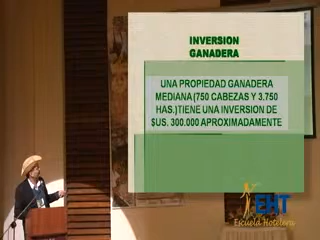 INVERSION
GANADERA
UNA PROPIEDAD GANADERA
MEDIANA (750 CABEZAS Y 3.750
HAS.)TIENE UNA INVERSION DE
$US. 300.000 APROXIMADAMENTE
EHT
Escuela Hotelera